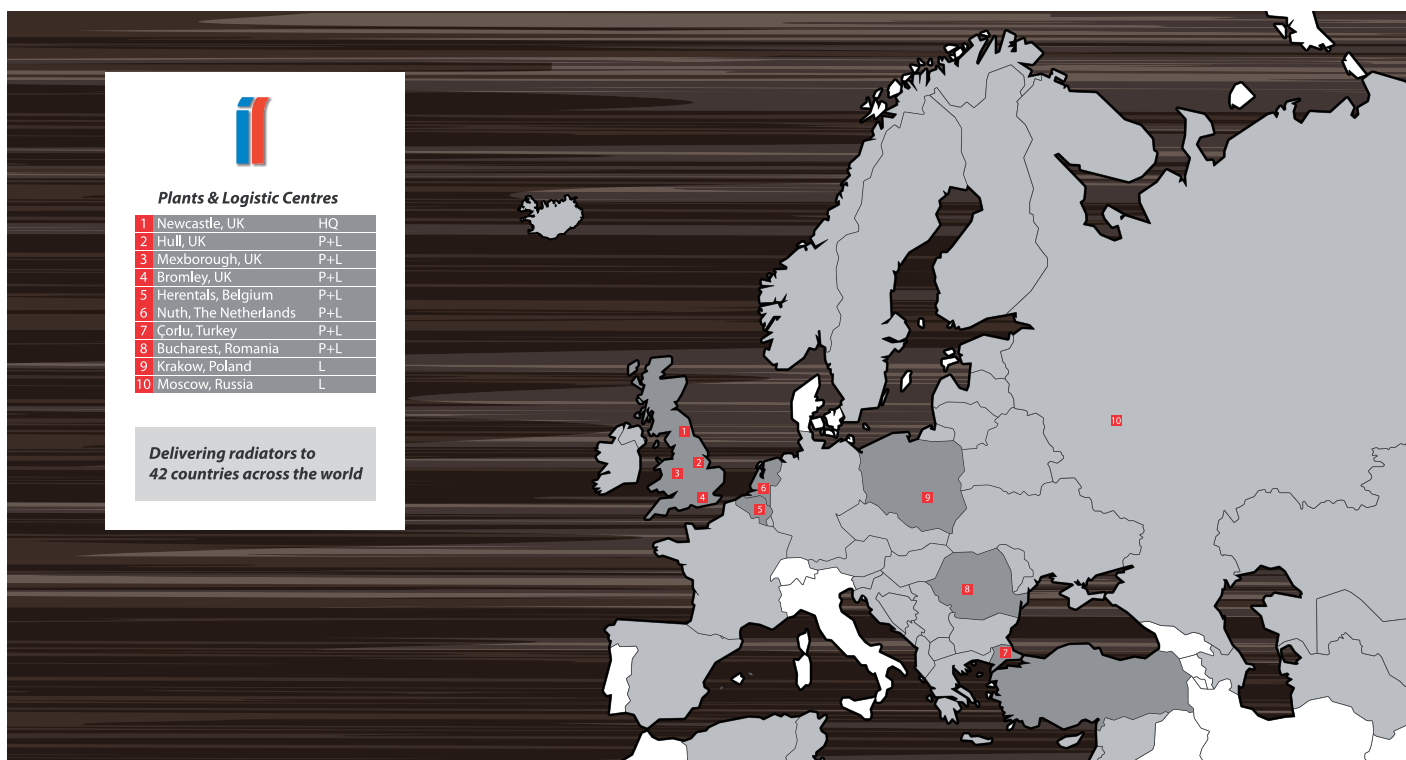 Plants & Logistic Centres
1 Newcastle, UK HQ
2 Hull, UK P+L
3 Mexborough, UK P+L
4 Bromley, UK P+L
5 Herentals, Belgium P+L
6 Nuth, The Netherlands P+L
7 Çorlu, Turkey P+L
8 Bucharest, Romania P+L
9 Krakow, Poland L
10 Moscow, Russia L
Delivering radiators to
42 countries across the world
10
1
2
3
6
4
9
5
8
7